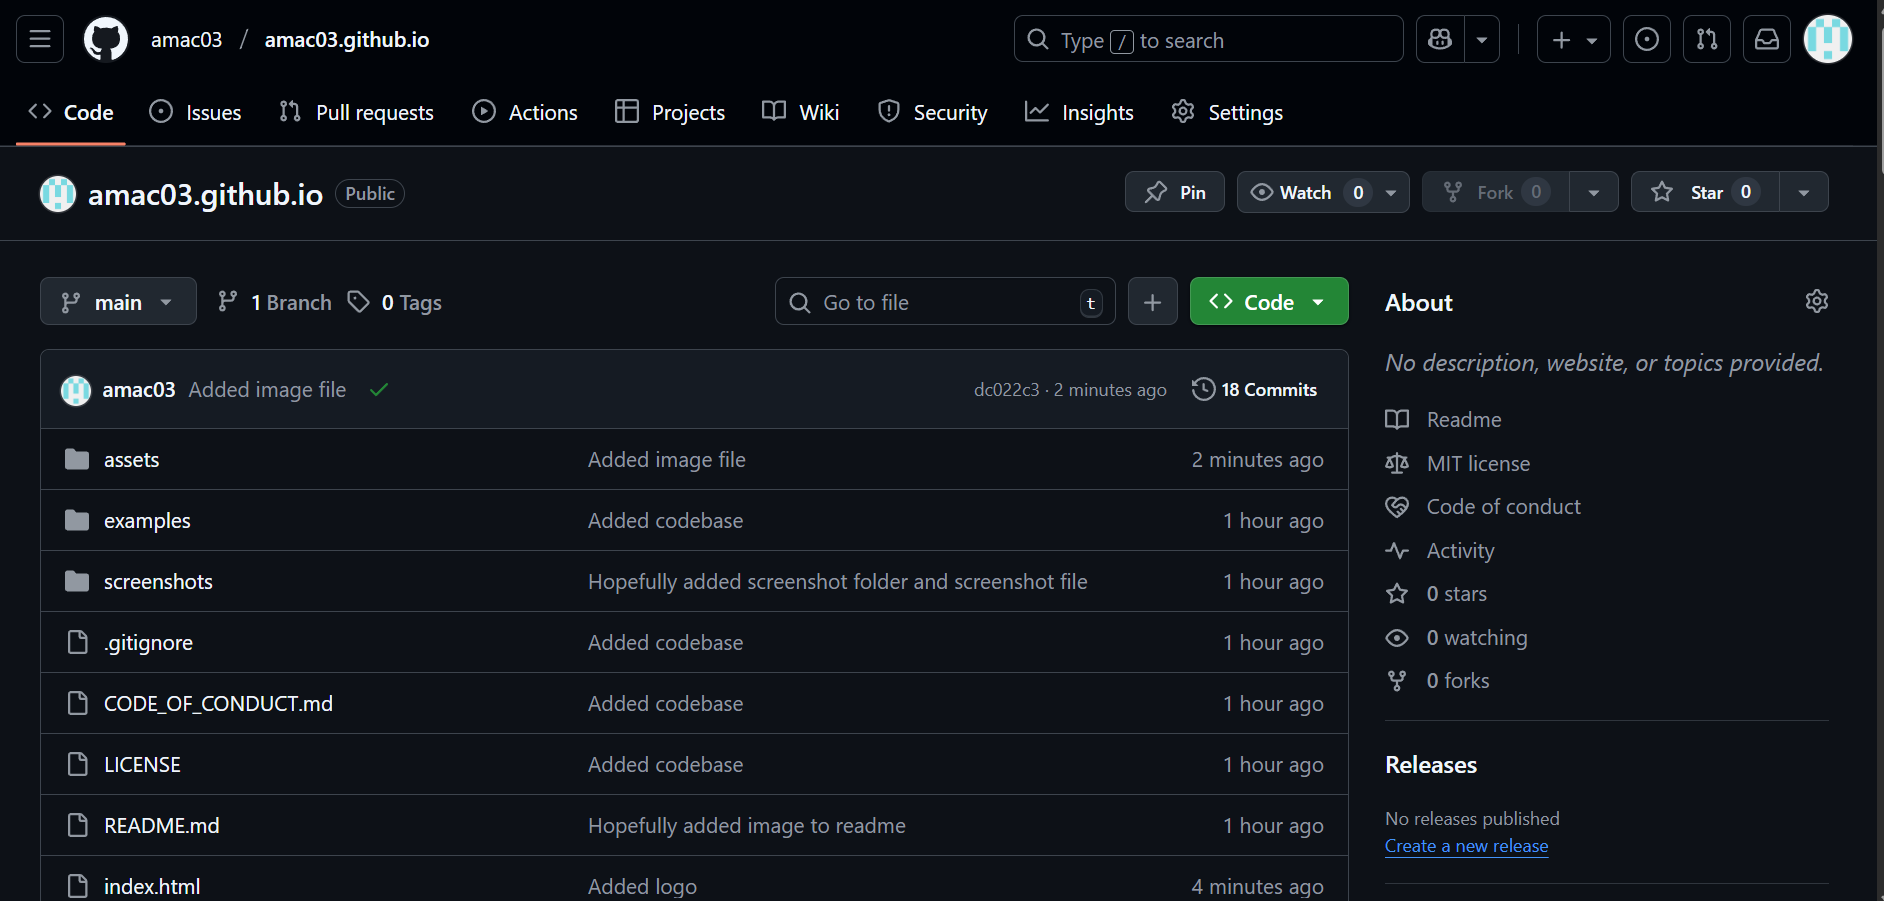 amac03 / amac03.github.io
Type / to search
Code Issues Pull requests Actions Projects Wiki Security Insights Settings
amac03.github.io Public
Pin Watch 0 Fork 0 Star 0
main 1 Branch 0 Tags
Go to file t
Code
amac03 Added image file dc022c3 · 2 minutes ago 18 Commits
assets Added image file 2 minutes ago
examples Added codebase 1 hour ago
screenshots Hopefully added screenshot folder and screenshot file 1 hour ago
.gitignore Added codebase 1 hour ago
CODE_OF_CONDUCT.md Added codebase 1 hour ago
LICENSE Added codebase 1 hour ago
README.md Hopefully added image to readme 1 hour ago
index.html Added logo 4 minutes ago
About
No description, website, or topics provided.
Readme
MIT license
Code of conduct
Activity
0 stars
0 watching
0 forks
Releases
No releases published
Create a new release